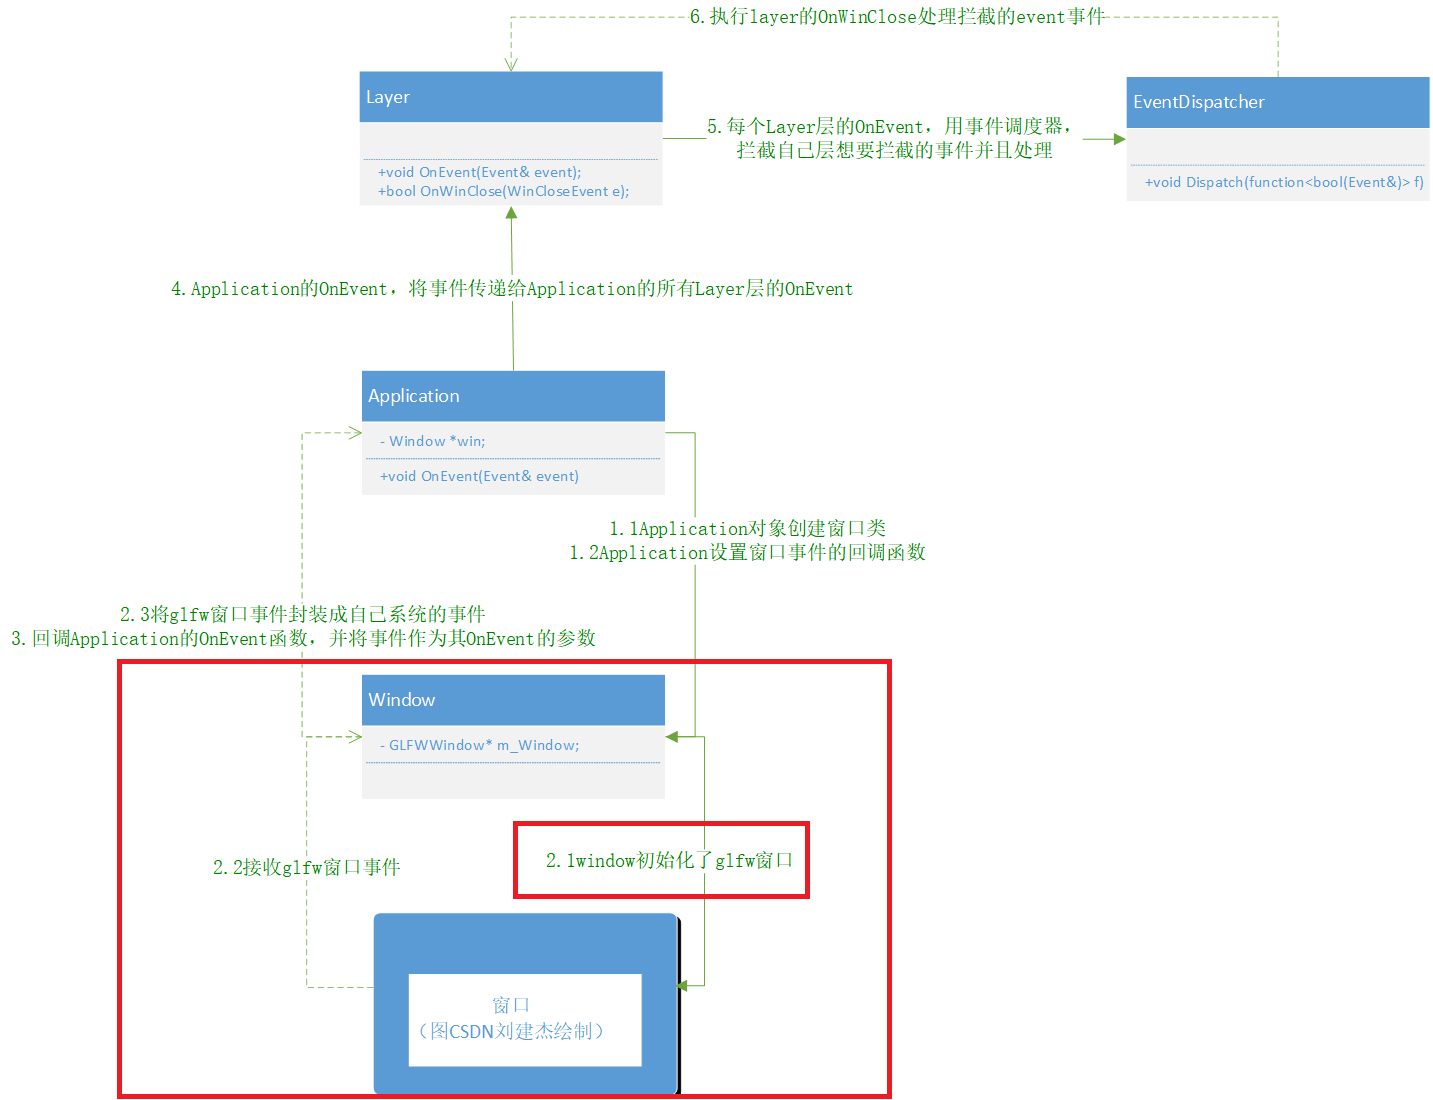 6.执行layer的OnWinClose处理拦截的event事件
Layer
+void OnEvent(Event& event);
+bool OnWinClose(WinCloseEvent e);
5.每个Layer层的OnEvent，用事件调度器，
拦截自己层想要拦截的事件并且处理
EventDispatcher
+void Dispatch(function<bool(Event&)> f)
4.Application的OnEvent，将事件传递给Application的所有Layer层的OnEvent
Application
- Window *win;
+void OnEvent(Event& event)
1.1Application对象创建窗口类
1.2Application设置窗口事件的回调函数
2.3将glfw窗口事件封装成自己系统的事件
3.回调Application的OnEvent函数，并将事件作为其OnEvent的参数
Window
- GLFWWindow* m_Window;
2.1window初始化了glfw窗口
2.2接收glfw窗口事件
窗口
（图CSDN刘建杰绘制）